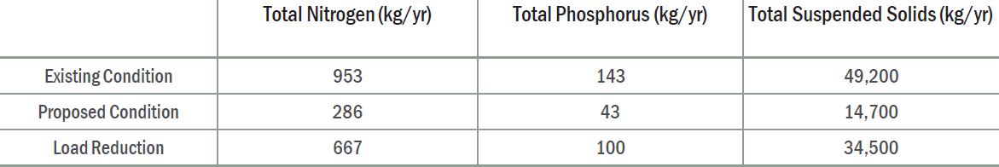 Total Nitrogen (kg/yr) Total Phosphorus (kg/yr) Total Suspended Solids (kg/yr)
Existing Condition 953 143 49,200
Proposed Condition 286 43 14,700
Load Reduction 667 100 34,500